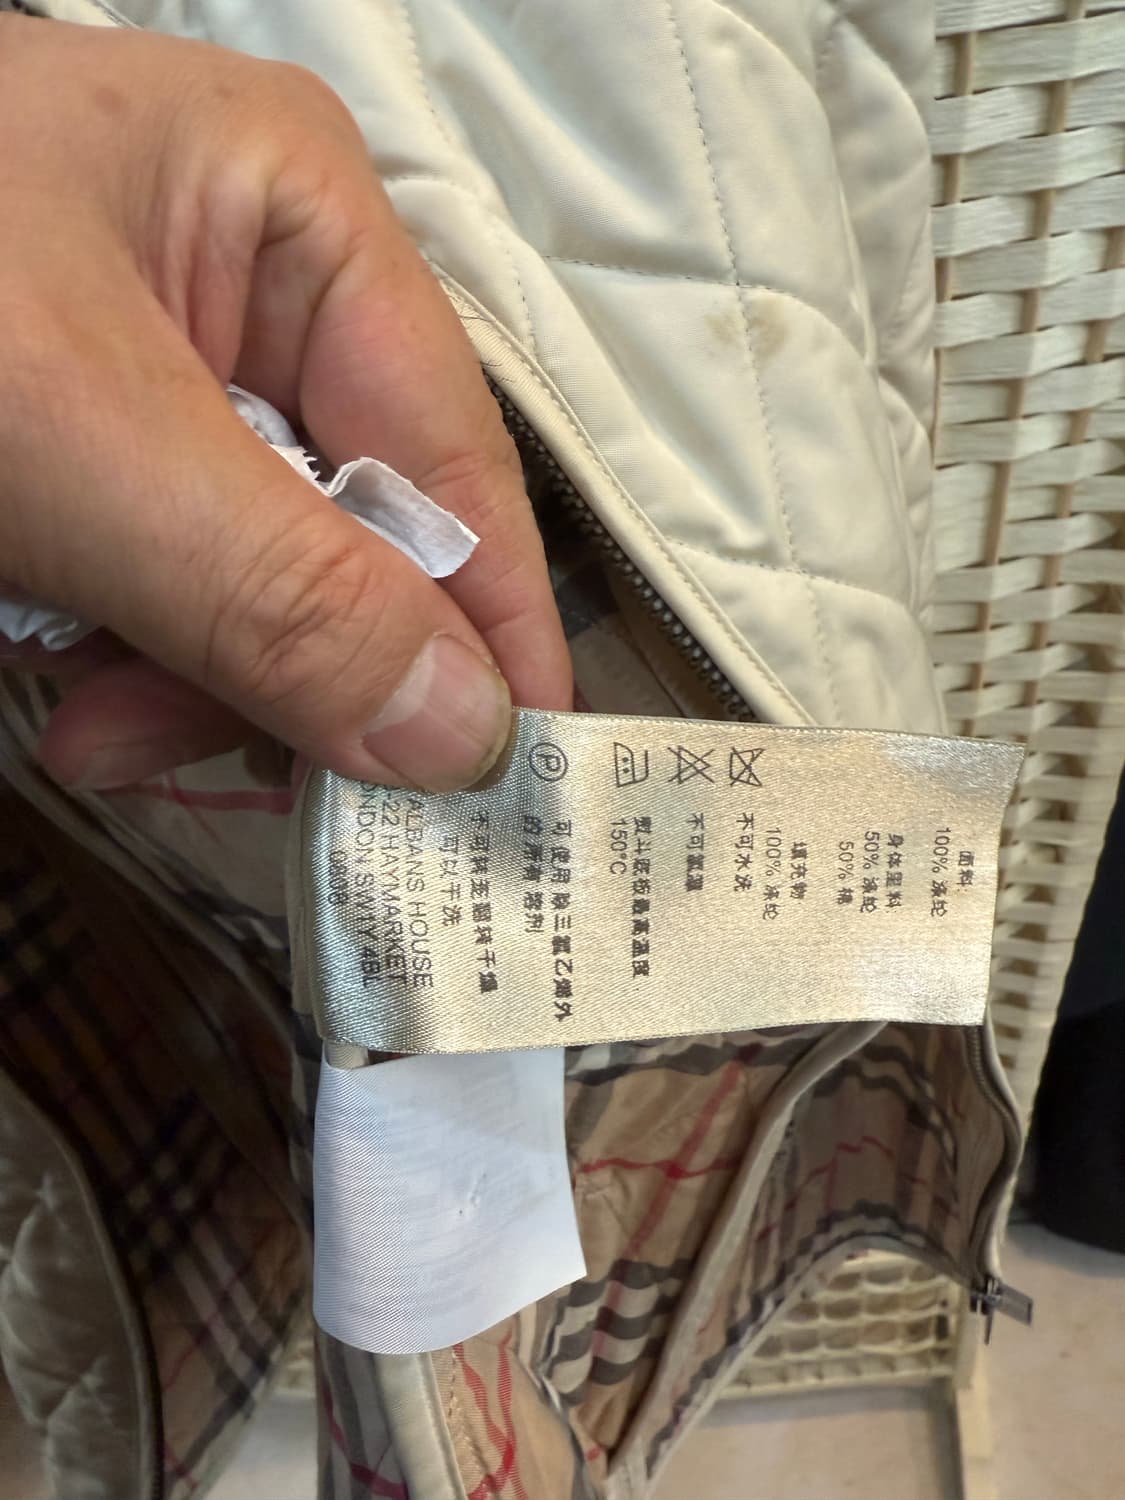 面料
100% 涤纶
身体里料:
50% 涤纶
50% 棉
填充物
100% 涤纶
不可水洗
不可氯漂
熨斗底板最高温度
150°C
P
可使用除三氯乙烯外
的所有溶剂
不可转笼翻转干燥
可以干洗
ALBANS HOUSE
22 HAYMARKET
LONDON SW1Y 4BL